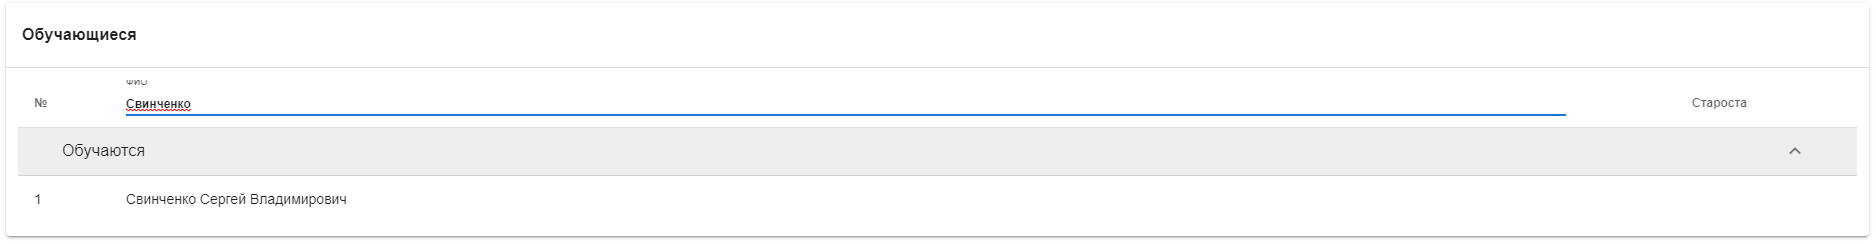 Обучающиеся
ФИО
№ Свинченко Староста
Обучаются
1 Свинченко Сергей Владимирович